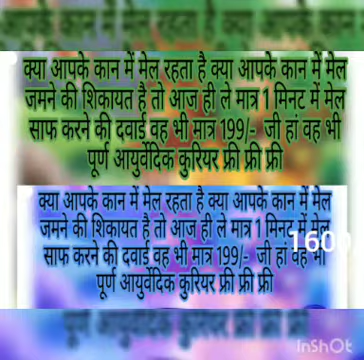 क्या आपके कान में मेल रहता है क्या आपके कान में मेल
जमने की शिकायत है तो आज ही ले मात्र 1 मिनट में मेल
साफ करने की दवाई वह भी मात्र 199/- जी हां वह भी
पूर्ण आयुर्वेदिक कुरियर फ्री फ्री फ्री
क्या आपके कान में मेल रहता है क्या आपके कान में मेल
जमने की शिकायत है तो आज ही ले मात्र 1 मिनट में मेल
1600
साफ करने की दवाई वह भी मात्र 199/- जी हां वह भी
पूर्ण आयुर्वेदिक कुरियर फ्री फ्री फ्री
InShOt